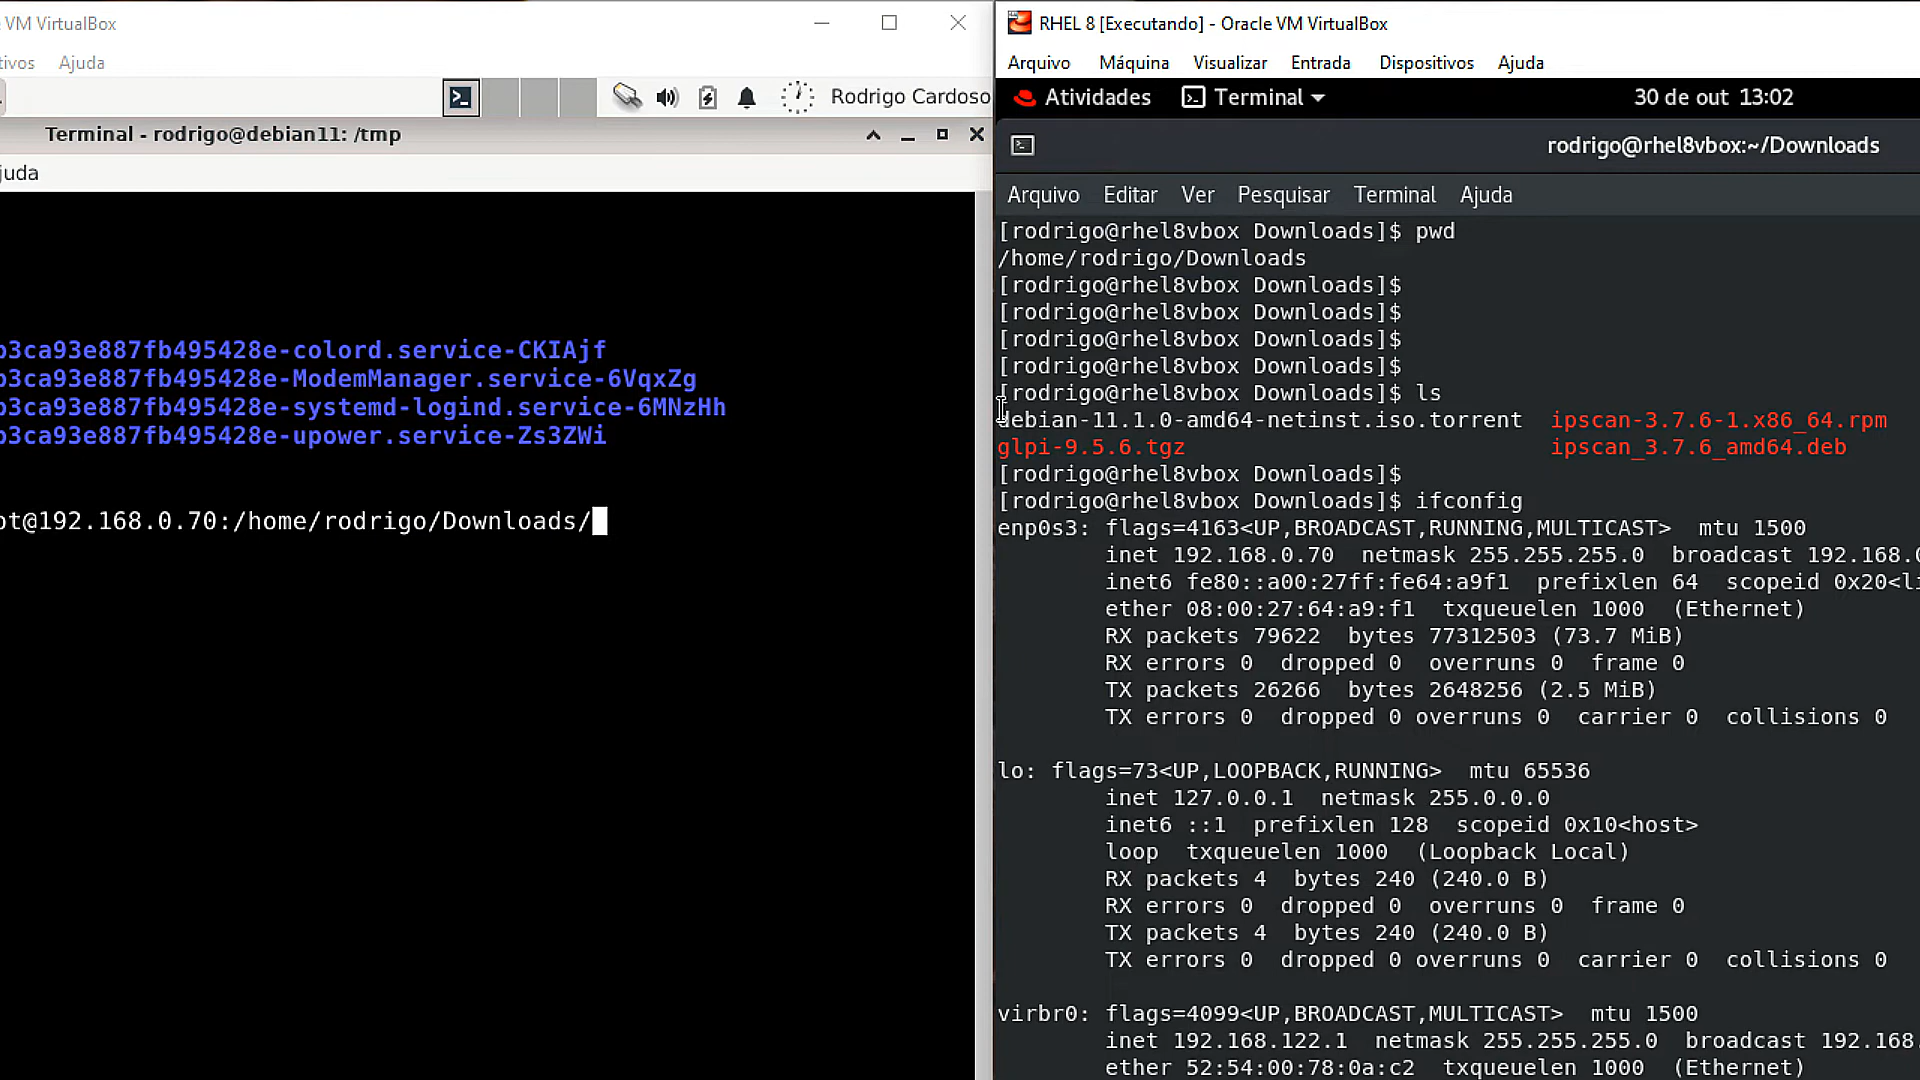 VM VirtualBox
tivos Ajuda
Rodrigo Cardoso
Terminal - rodrigo@debian11: /tmp
juda
b3ca93e887fb495428e-colord.service-CKIAjf
b3ca93e887fb495428e-ModemManager.service-6VqxZg
b3ca93e887fb495428e-systemd-logind.service-6MNzHh
b3ca93e887fb495428e-upower.service-Zs3ZWi
ot@192.168.0.70:/home/rodrigo/Downloads/
RHEL 8 [Executando] - Oracle VM VirtualBox
Arquivo Máquina Visualizar Entrada Dispositivos Ajuda
Atividades Terminal 30 de out 13:02
rodrigo@rhel8vbox:~/Downloads
Arquivo Editar Ver Pesquisar Terminal Ajuda
[rodrigo@rhel8vbox Downloads]$ pwd
/home/rodrigo/Downloads
[rodrigo@rhel8vbox Downloads]$
[rodrigo@rhel8vbox Downloads]$
[rodrigo@rhel8vbox Downloads]$
[rodrigo@rhel8vbox Downloads]$
[rodrigo@rhel8vbox Downloads]$ ls
debian-11.1.0-amd64-netinst.iso.torrent ipscan-3.7.6-1.x86_64.rpm
glpi-9.5.6.tgz ipscan_3.7.6_amd64.deb
[rodrigo@rhel8vbox Downloads]$
[rodrigo@rhel8vbox Downloads]$ ifconfig
enp0s3: flags=4163<UP,BROADCAST,RUNNING,MULTICAST> mtu 1500
inet 192.168.0.70 netmask 255.255.255.0 broadcast 192.168.0
inet6 fe80::a00:27ff:fe64:a9f1 prefixlen 64 scopeid 0x20<li
ether 08:00:27:64:a9:f1 txqueuelen 1000 (Ethernet)
RX packets 79622 bytes 77312503 (73.7 MiB)
RX errors 0 dropped 0 overruns 0 frame 0
TX packets 26266 bytes 2648256 (2.5 MiB)
TX errors 0 dropped 0 overruns 0 carrier 0 collisions 0
lo: flags=73<UP,LOOPBACK,RUNNING> mtu 65536
inet 127.0.0.1 netmask 255.0.0.0
inet6 ::1 prefixlen 128 scopeid 0x10<host>
loop txqueuelen 1000 (Loopback Local)
RX packets 4 bytes 240 (240.0 B)
RX errors 0 dropped 0 overruns 0 frame 0
TX packets 4 bytes 240 (240.0 B)
TX errors 0 dropped 0 overruns 0 carrier 0 collisions 0
virbr0: flags=4099<UP,BROADCAST,MULTICAST> mtu 1500
inet 192.168.122.1 netmask 255.255.255.0 broadcast 192.168.
ether 52:54:00:78:0a:c2 txqueuelen 1000 (Ethernet)